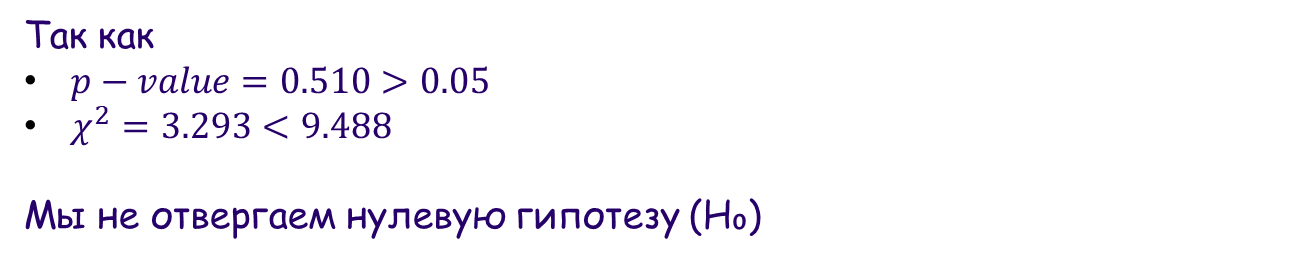 Так как
• p − value = 0.510 > 0.05
• χ² = 3.293 < 9.488
Мы не отвергаем нулевую гипотезу (H₀)